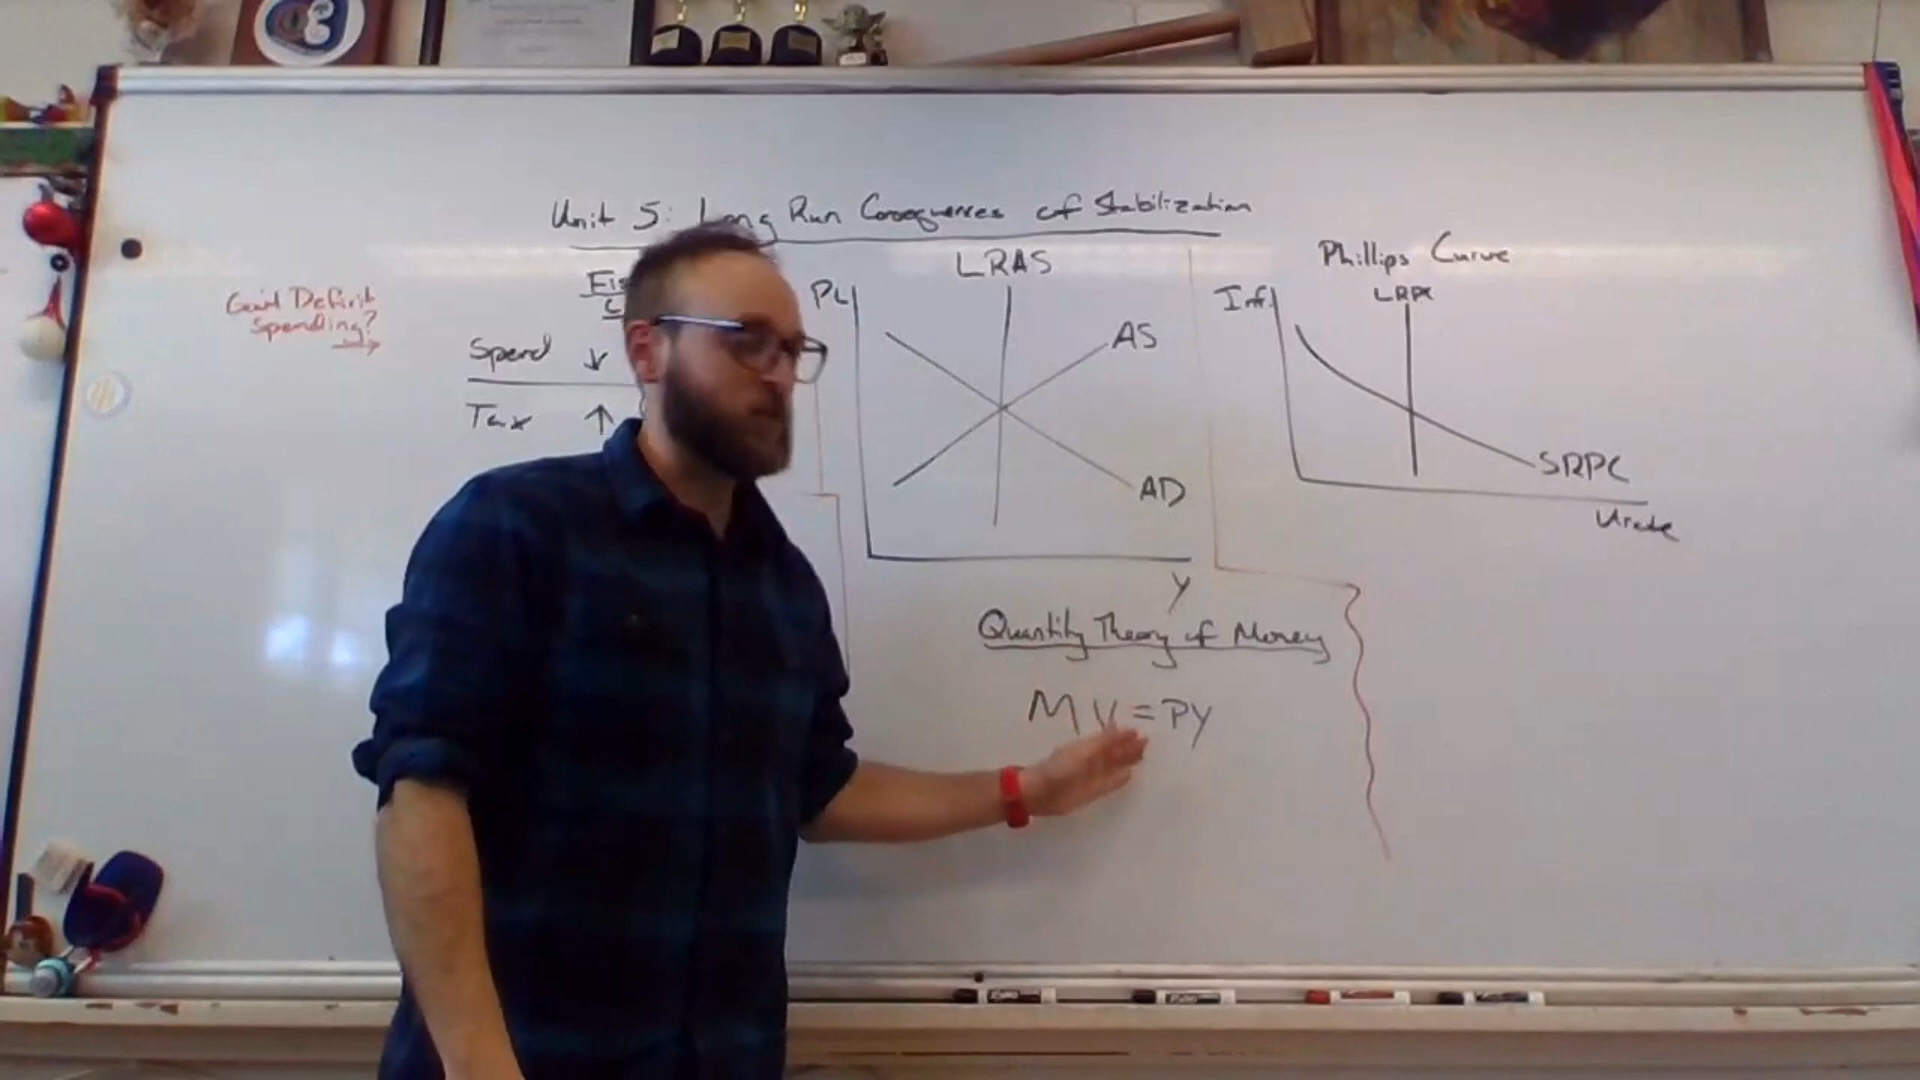 Unit 5: Long Run Consequences of Stabilization
Gov't Deficit
Spending?
Spend ↓
Tax ↑
LRAS
PL
AS
AD
Y
Quantity Theory of Money
MV=PY
Phillips Curve
Inf.
LRPC
SRPC
Urate